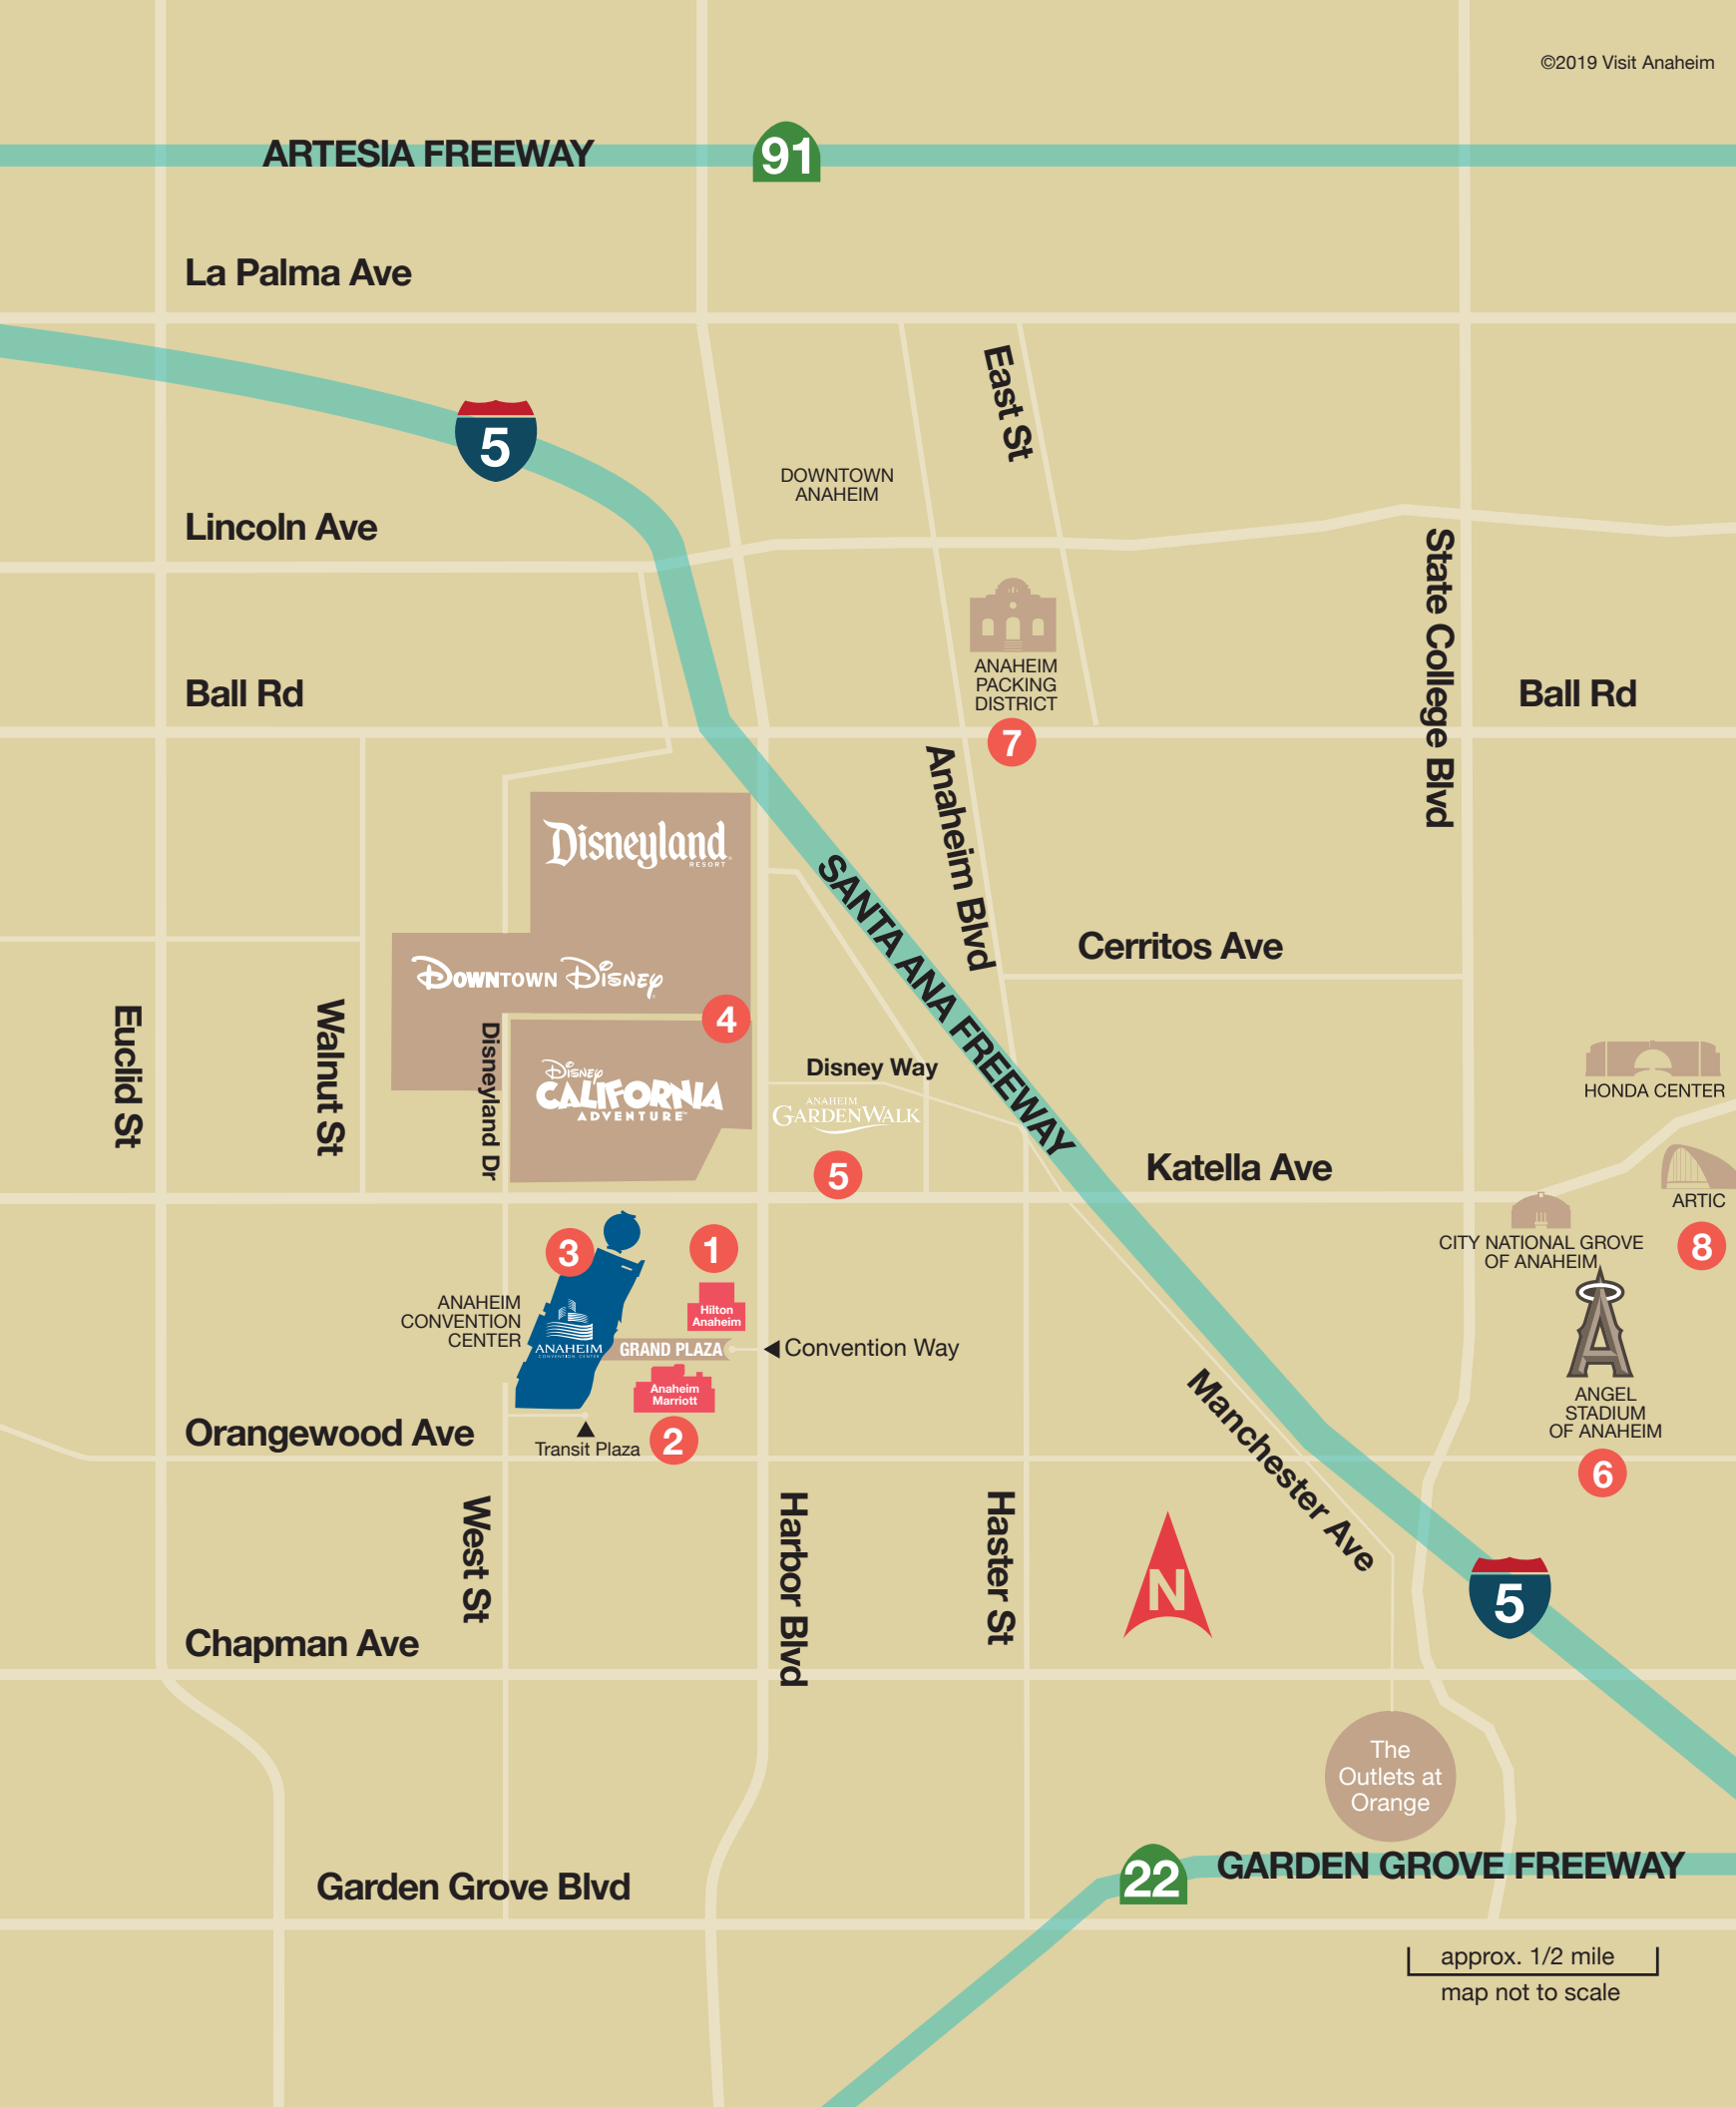 ©2019 Visit Anaheim
ARTESIA FREEWAY
91
La Palma Ave
East St
5
DOWNTOWN
ANAHEIM
Lincoln Ave
State College Blvd
ANAHEIM
PACKING
DISTRICT
Ball Rd
Ball Rd
7
Anaheim Blvd
Disneyland
RESORT
SANTA ANA FREEWAY
Cerritos Ave
DOWNTOWN DISNEY
4
Euclid St
Walnut St
Disneyland Dr
Disney Way
DISNEY
CALIFORNIA
ADVENTURE
ANAHEIM
GARDENWALK
HONDA CENTER
5
Katella Ave
ARTIC
8
CITY NATIONAL GROVE
OF ANAHEIM
3
1
ANAHEIM
CONVENTION
CENTER
Hilton
Anaheim
ANAHEIM
CONVENTION CENTER
GRAND PLAZA
Convention Way
Anaheim
Marriott
A
ANGEL
STADIUM
OF ANAHEIM
6
Orangewood Ave
Transit Plaza
2
Manchester Ave
West St
Harbor Blvd
Haster St
N
5
Chapman Ave
The
Outlets at
Orange
22
GARDEN GROVE FREEWAY
Garden Grove Blvd
approx. 1/2 mile
map not to scale